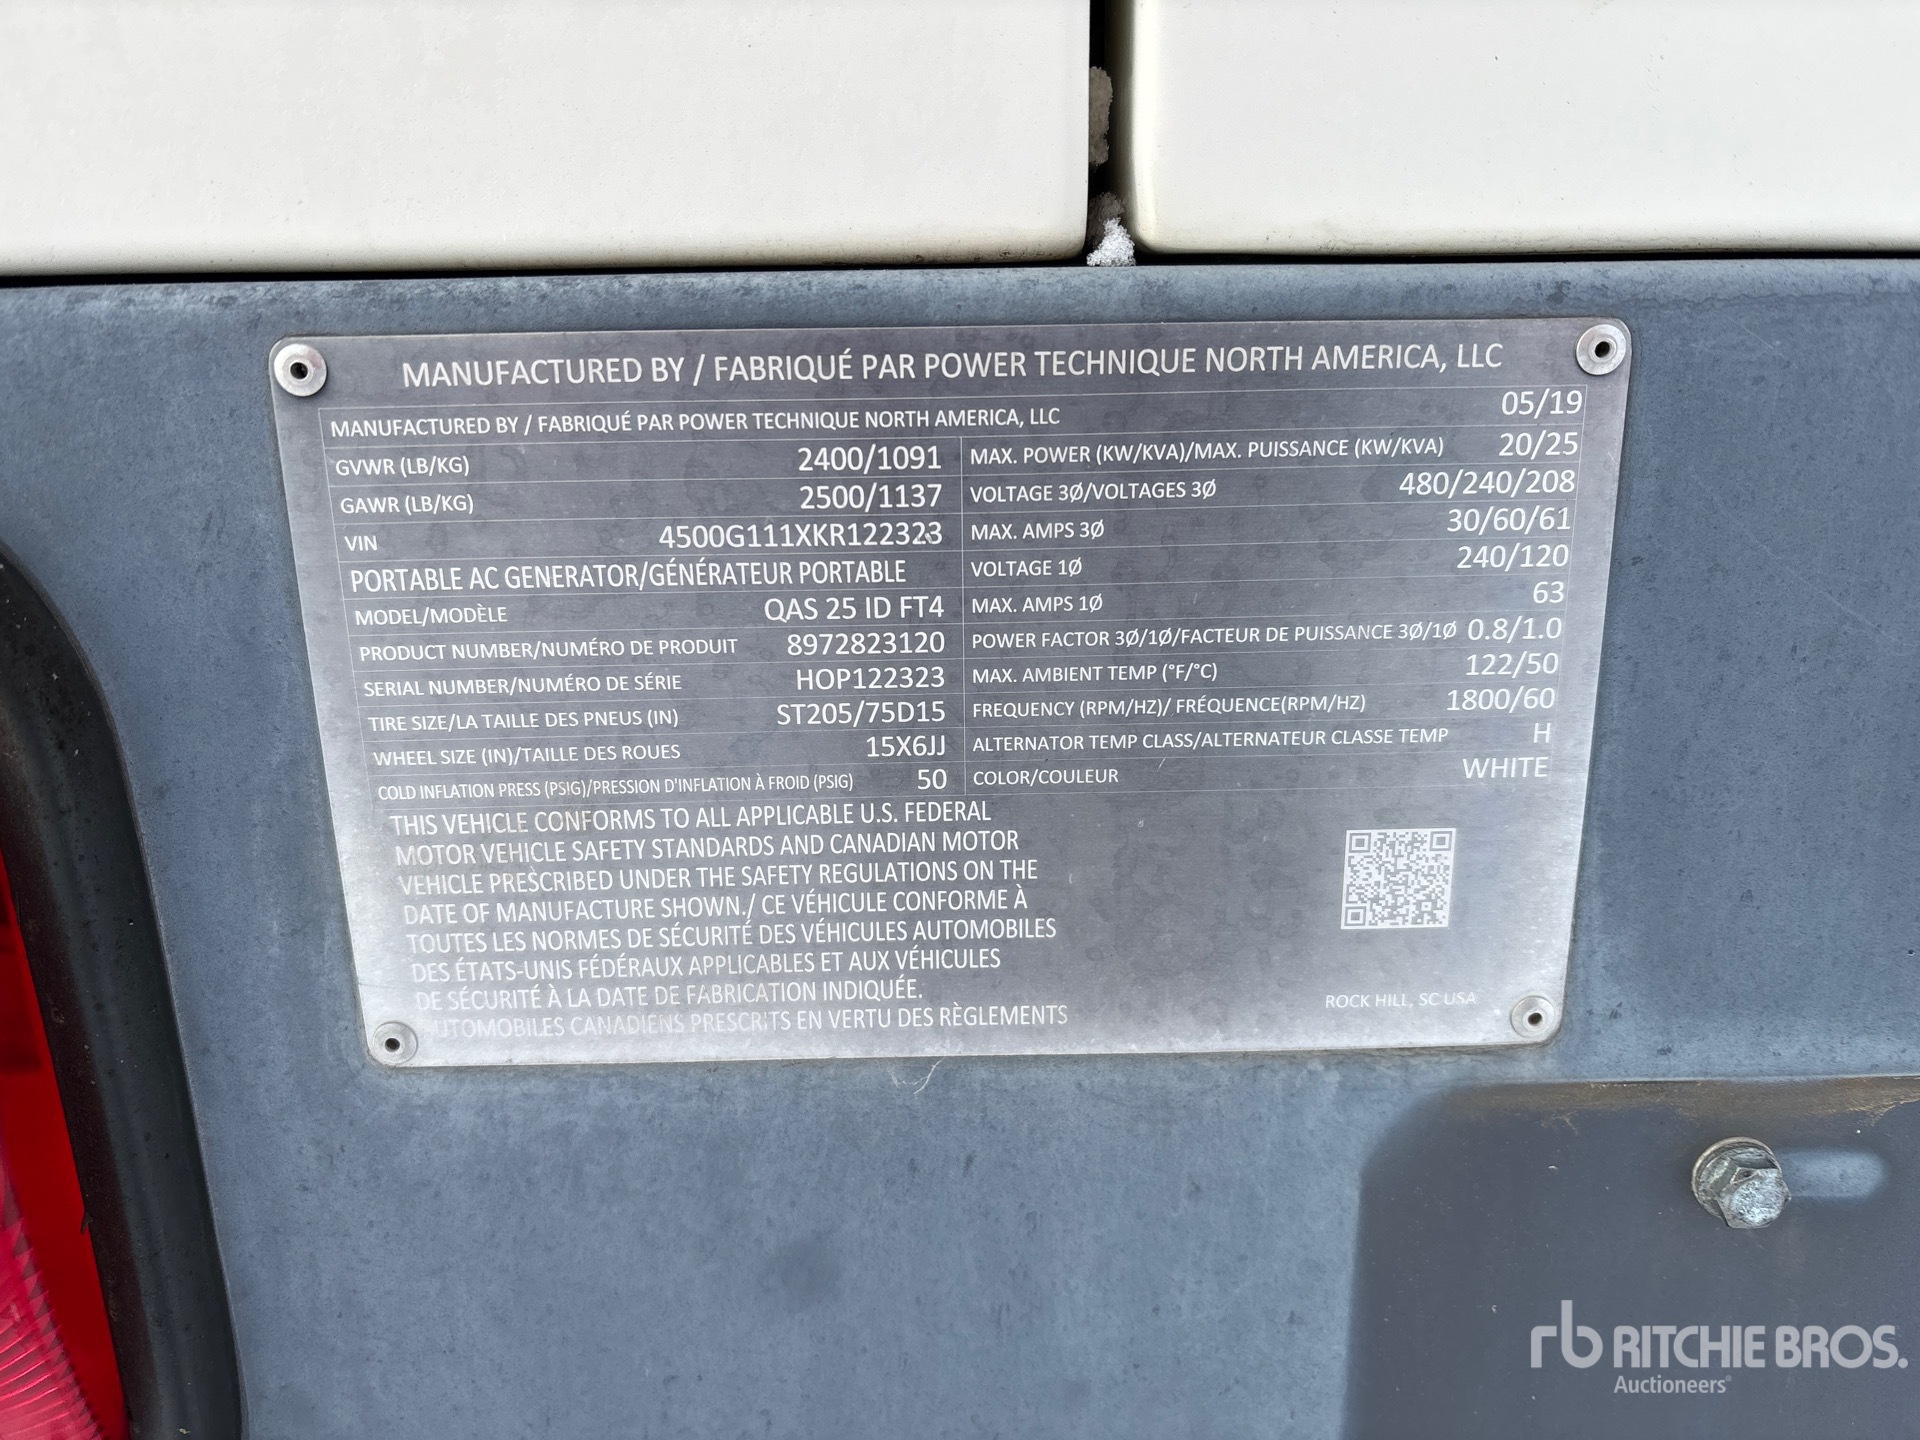 MANUFACTURED BY / FABRIQUÉ PAR POWER TECHNIQUE NORTH AMERICA, LLC
MANUFACTURED BY / FABRIQUÉ PAR POWER TECHNIQUE NORTH AMERICA, LLC 05/19
GVWR (LB/KG) 2400/1091
GAWR (LB/KG) 2500/1137
VIN 4500G111XKR122323
PORTABLE AC GENERATOR/GÉNÉRATEUR PORTABLE
MODEL/MODÈLE QAS 25 ID FT4
PRODUCT NUMBER/NUMÉRO DE PRODUIT 8972823120
SERIAL NUMBER/NUMÉRO DE SÉRIE HOP122323
TIRE SIZE/LA TAILLE DES PNEUS (IN) ST205/75D15
WHEEL SIZE (IN)/TAILLE DES ROUES 15X6JJ
COLD INFLATION PRESS (PSIG)/PRESSION D'INFLATION À FROID (PSIG) 50
MAX. POWER (KW/KVA)/MAX. PUISSANCE (KW/KVA) 20/25
VOLTAGE 3Ø/VOLTAGES 3Ø 480/240/208
MAX. AMPS 3Ø 30/60/61
VOLTAGE 1Ø 240/120
MAX. AMPS 1Ø 63
POWER FACTOR 3Ø/1Ø/FACTEUR DE PUISSANCE 3Ø/1Ø 0.8/1.0
MAX. AMBIENT TEMP (°F/°C) 122/50
FREQUENCY (RPM/HZ)/ FRÉQUENCE(RPM/HZ) 1800/60
ALTERNATOR TEMP CLASS/ALTERNATEUR CLASSE TEMP H
COLOR/COULEUR WHITE
THIS VEHICLE CONFORMS TO ALL APPLICABLE U.S. FEDERAL
MOTOR VEHICLE SAFETY STANDARDS AND CANADIAN MOTOR
VEHICLE PRESCRIBED UNDER THE SAFETY REGULATIONS ON THE
DATE OF MANUFACTURE SHOWN./ CE VÉHICULE CONFORME À
TOUTES LES NORMES DE SÉCURITÉ DES VÉHICULES AUTOMOBILES
DES ÉTATS-UNIS FÉDÉRAUX APPLICABLES ET AUX VÉHICULES
DE SÉCURITÉ À LA DATE DE FABRICATION INDIQUÉE.
AUTOMOBILES CANADIENS PRESCRITS EN VERTU DES RÈGLEMENTS
ROCK HILL, SC USA
rb RITCHIE BROS.
Auctioneers